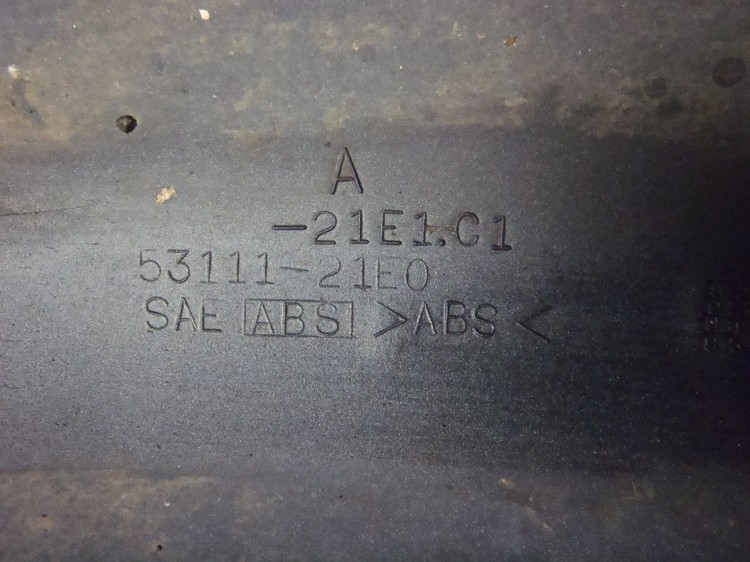 A
-21E1.C1
53111-21E0
SAE ABS >ABS<